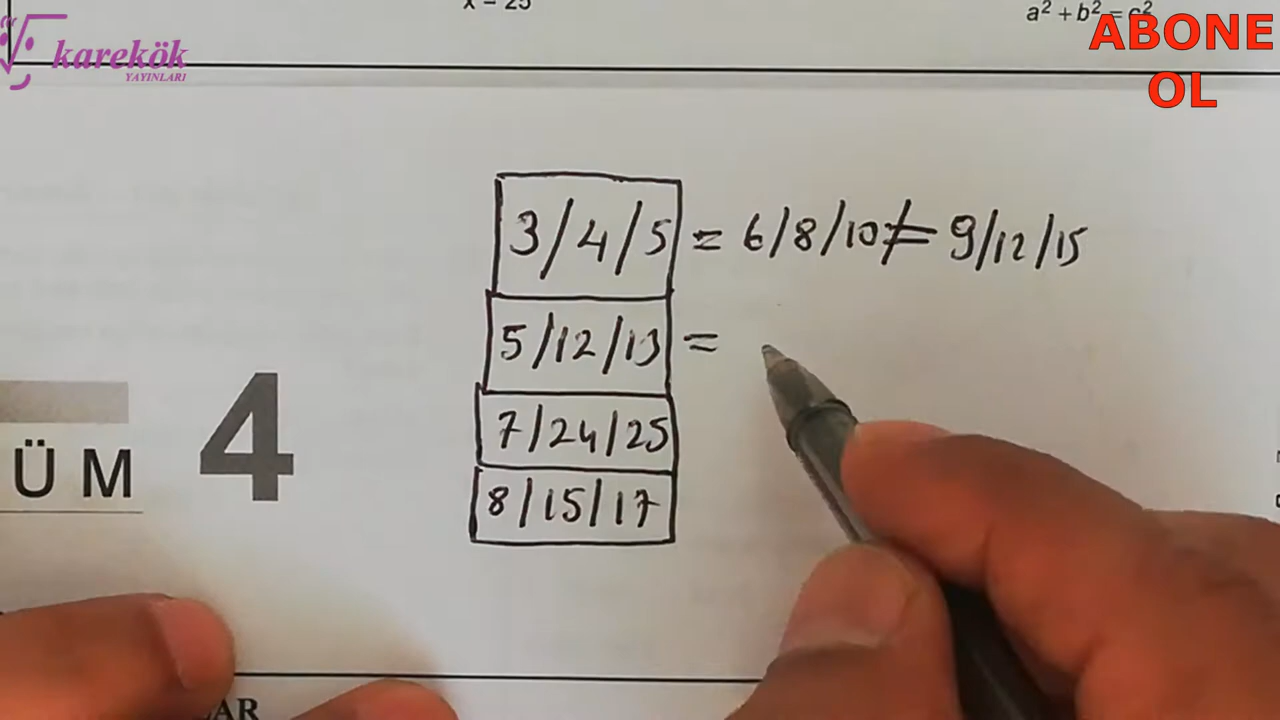 x = 25
a² + b² = c²
ABONE
OL
karekök
YAYINLARI
3/4/5 = 6/8/10 = 9/12/15
5/12/13 =
7/24/25
8/15/17
ÜM 4
AR